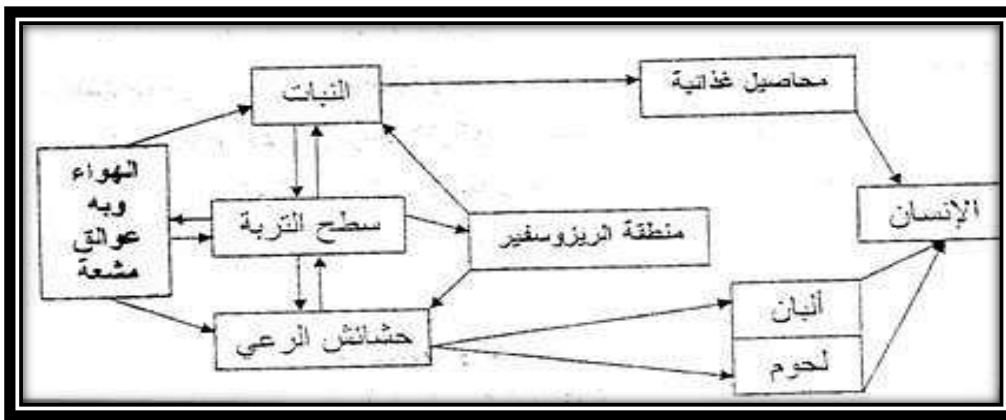 النبات
محاصيل غذائية
الهواء
وبه
عوالق
مشعة
سطح التربة
منطقة الريزوسفير
الإنسان
حشائش الرعي
ألبان
لحوم